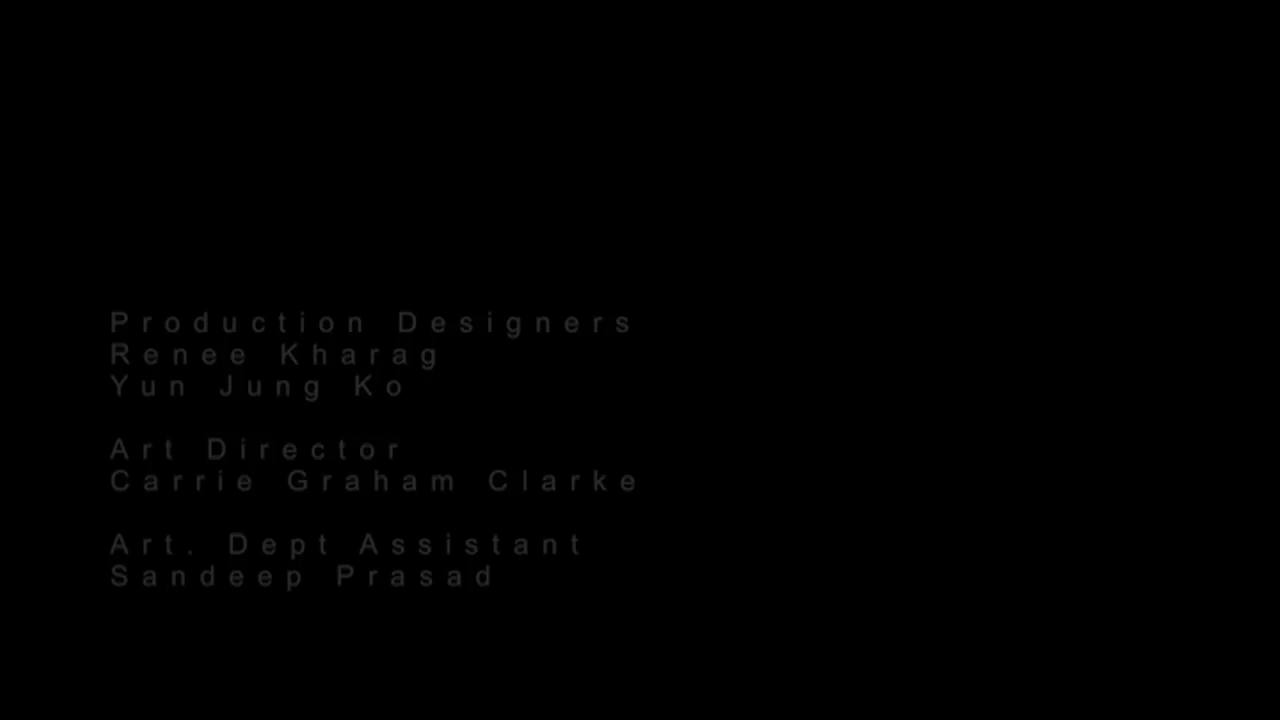 Production Designers
Renee Kharag
Yun Jung Ko
Art Director
Carrie Graham Clarke
Art. Dept Assistant
Sandeep Prasad